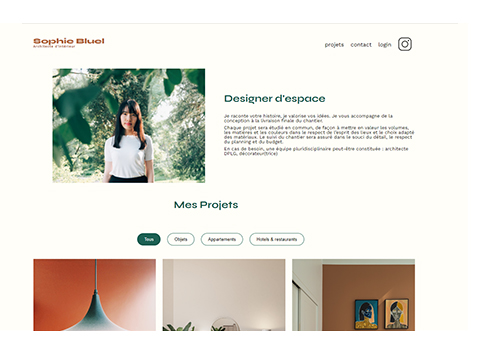 Sophie Bluel
Architecte d'intérieur
projets contact login
Designer d'espace
Je raconte votre histoire, je valorise vos idées. Je vous accompagne de la
conception à la livraison finale du chantier.
Chaque projet sera étudié en commun, de façon à mettre en valeur les volumes,
les matières et les couleurs dans le respect de l'esprit des lieux et le choix adapté
des matériaux. Le suivi du chantier sera assuré dans le souci du détail, le respect
du planning et du budget.
En cas de besoin, une équipe pluridisciplinaire peut-être constituée : architecte
DPLG, décorateur(trice)
Mes Projets
Tous Objets Appartements Hotels & restaurants